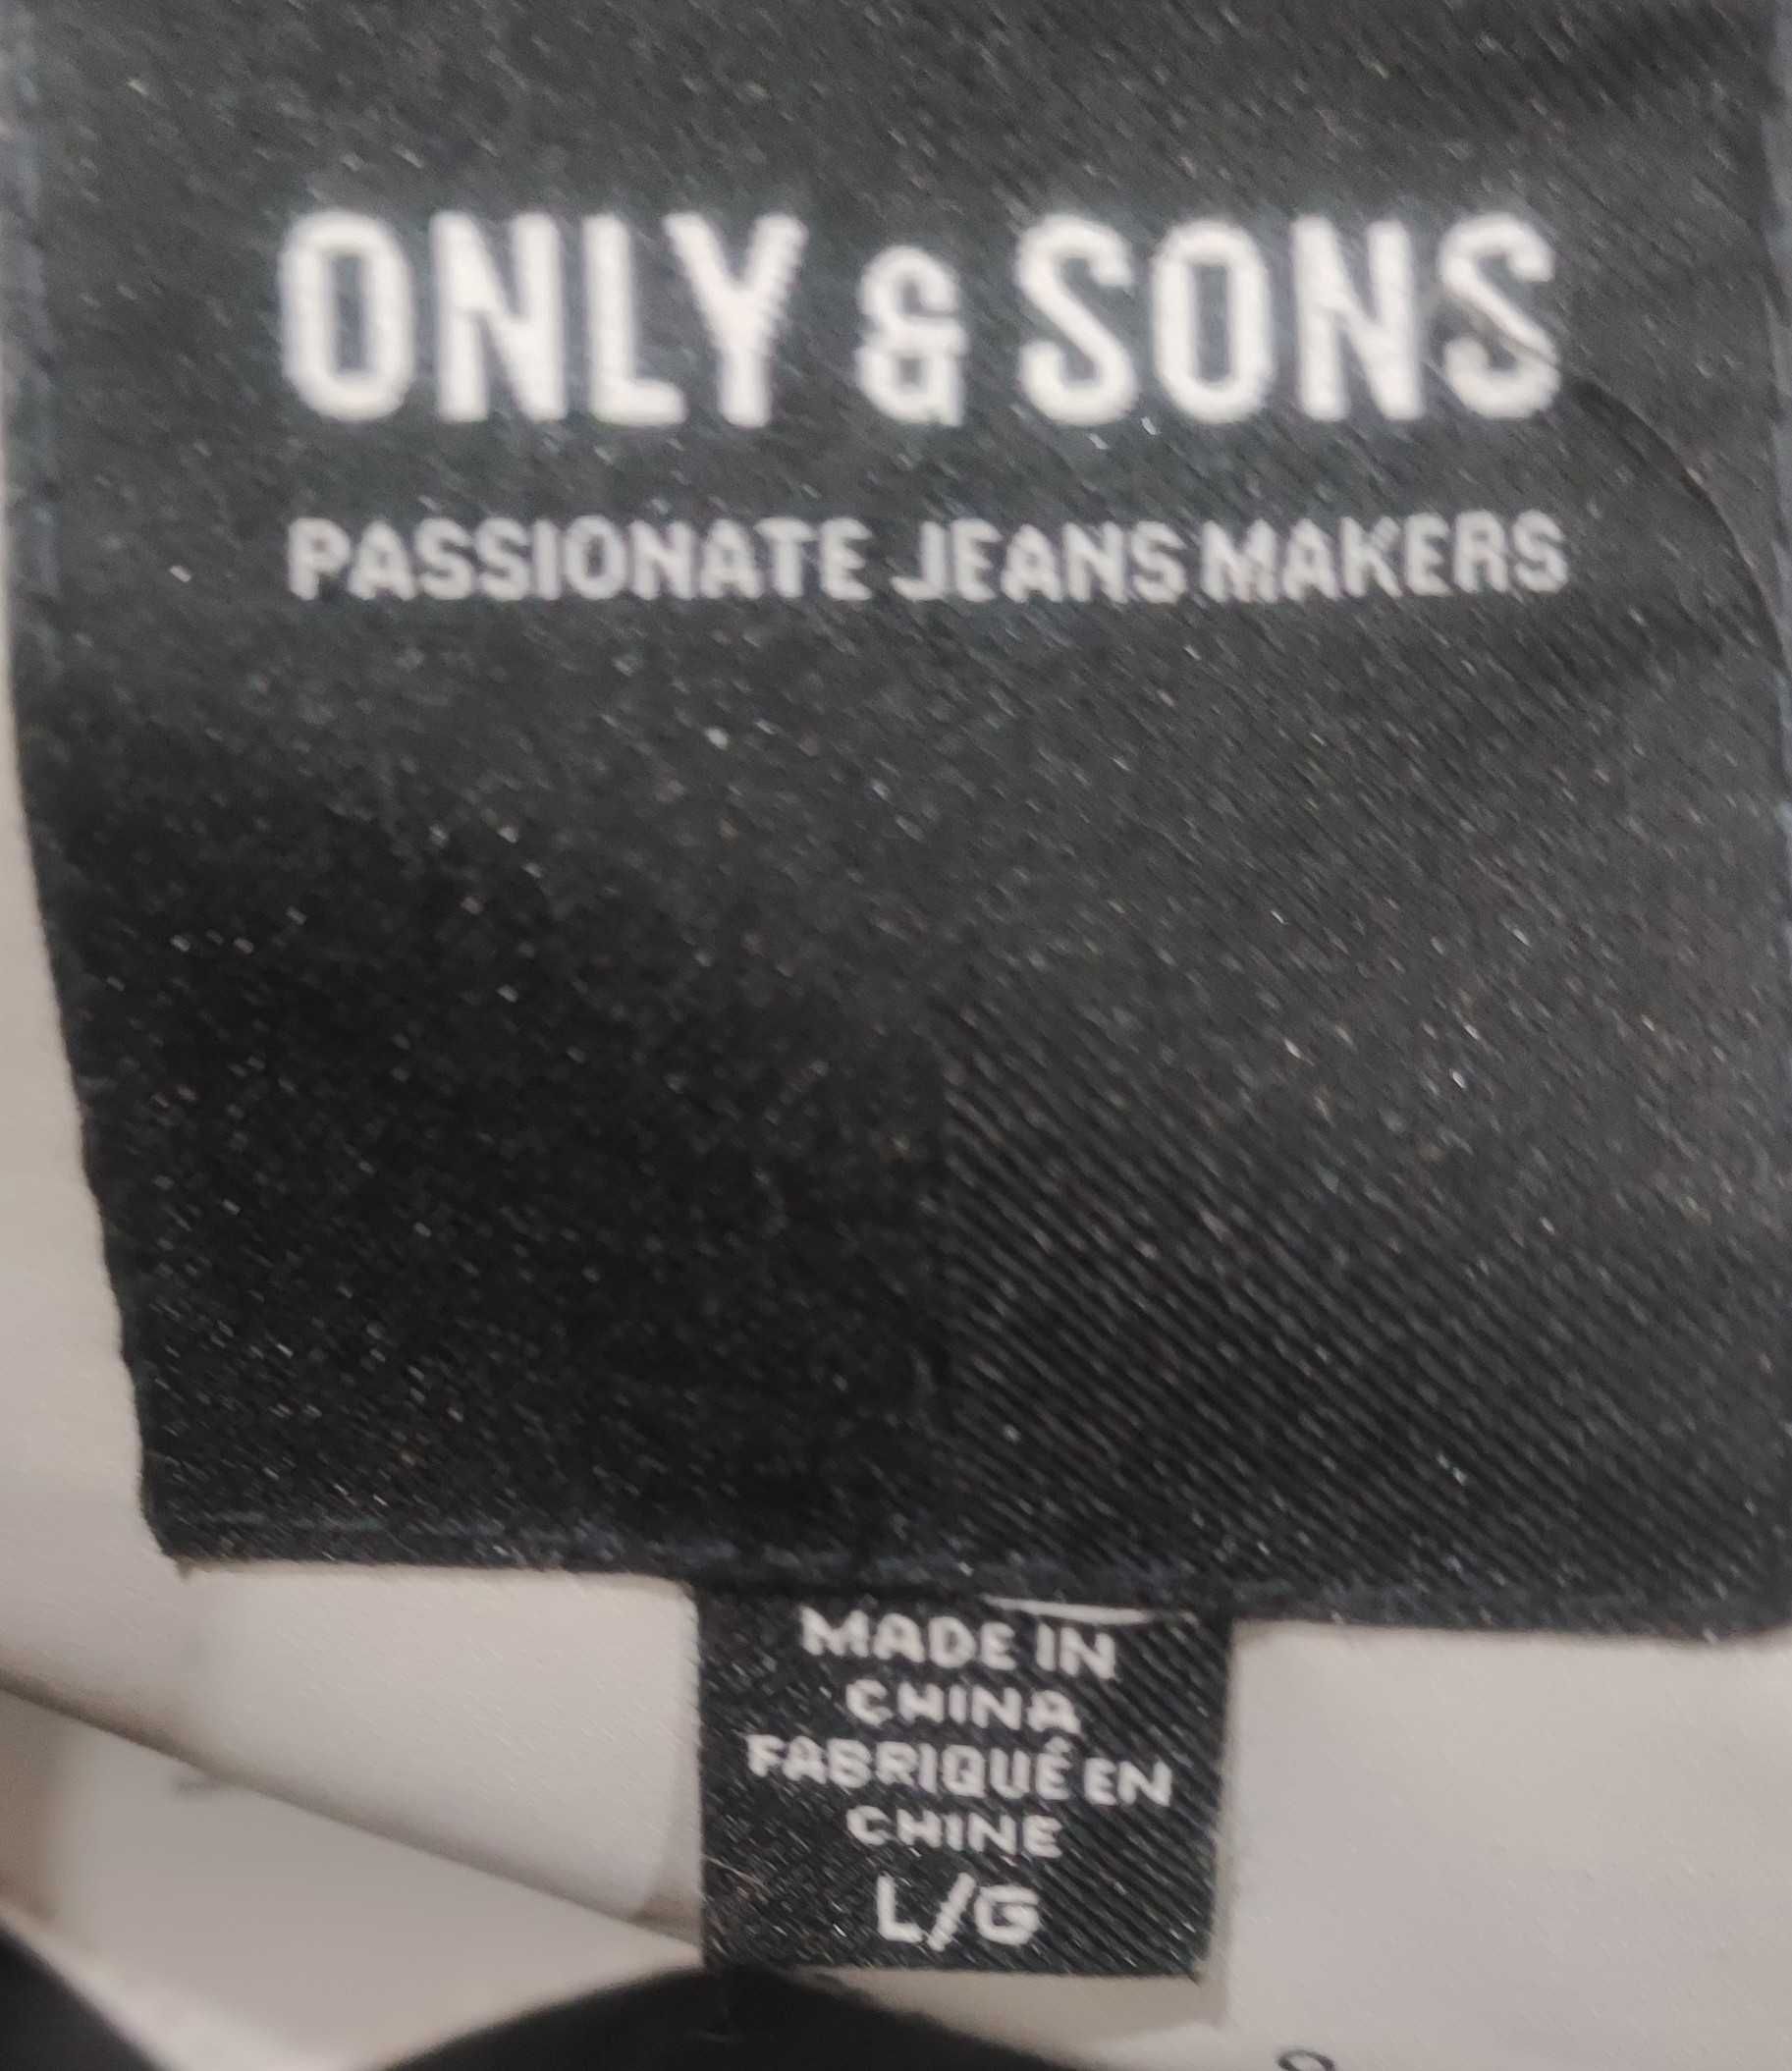 ONLY & SONS
PASSIONATE JEANS MAKERS
MADE IN
CHINA
FABRIQUÉ EN
CHINE
L/G